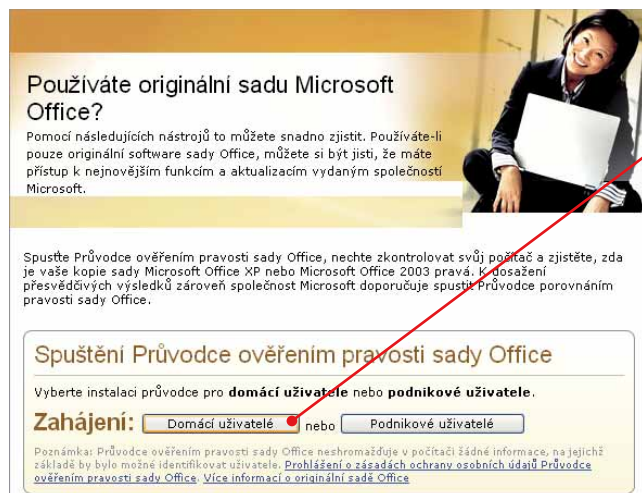 Používáte originální sadu Microsoft
Office?
Pomocí následujících nástrojů to můžete snadno zjistit. Používáte-li
pouze originální software sady Office, můžete si být jisti, že máte
přístup k nejnovějším funkcím a aktualizacím vydaným společností
Microsoft.
Spusťte Průvodce ověřením pravosti sady Office, nechte zkontrolovat svůj počítač a zjistěte, zda
je vaše kopie sady Microsoft Office XP nebo Microsoft Office 2003 pravá. K dosažení
přesvědčivých výsledků zároveň společnost Microsoft doporučuje spustit Průvodce porovnáním
pravosti sady Office.
Spuštění Průvodce ověřením pravosti sady Office
Vyberte instalaci průvodce pro domácí uživatele nebo podnikové uživatele.
Zahájení: Domácí uživatelé nebo Podnikové uživatelé
Poznámka: Průvodce ověřením pravosti sady Office neshromažďuje v počítači žádné informace, na jejichž
základě by bylo možné identifikovat uživatele. Prohlášení o zásadách ochrany osobních údajů Průvodce
ověřením pravosti sady Office. Více informací o originální sadě Office